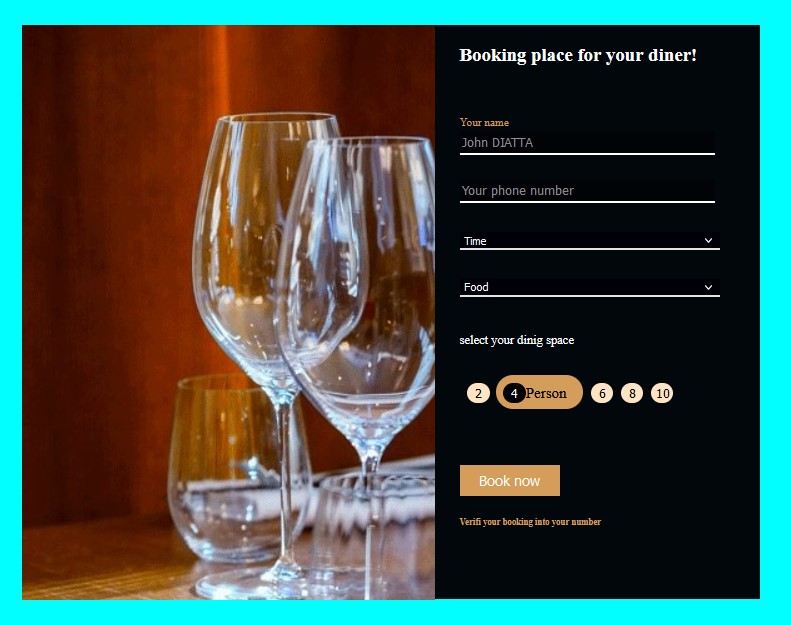 Booking place for your diner!
Your name
John DIATTA
Your phone number
Time
Food
select your dinig space
2 4 Person 6 8 10
Book now
Verifi your booking into your number